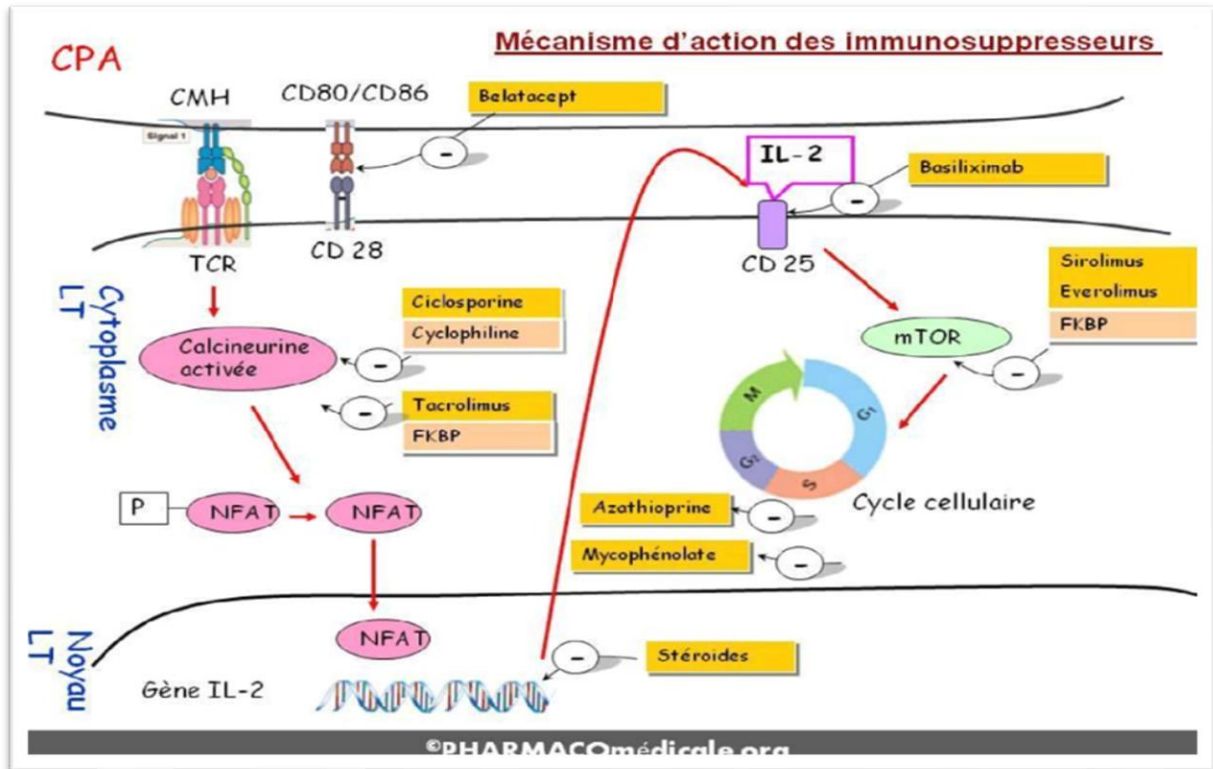 Mécanisme d'action des immunosuppresseurs
CPA
CMH
CD80/CD86
Belatacept
Signal 1
-
IL-2
Basiliximab
-
TCR
CD 28
CD 25
Cytoplasme
LT
Ciclosporine
Cyclophiline
Calcineurine
activée
-
Tacrolimus
FKBP
-
Sirolimus
Everolimus
FKBP
mTOR
-
M
G1
G2
S
Cycle cellulaire
P
NFAT
NFAT
Azathioprine
-
Mycophénolate
-
Noyau
LT
NFAT
-
Stéroides
Gène IL-2
©PHARMACOmédicale.org